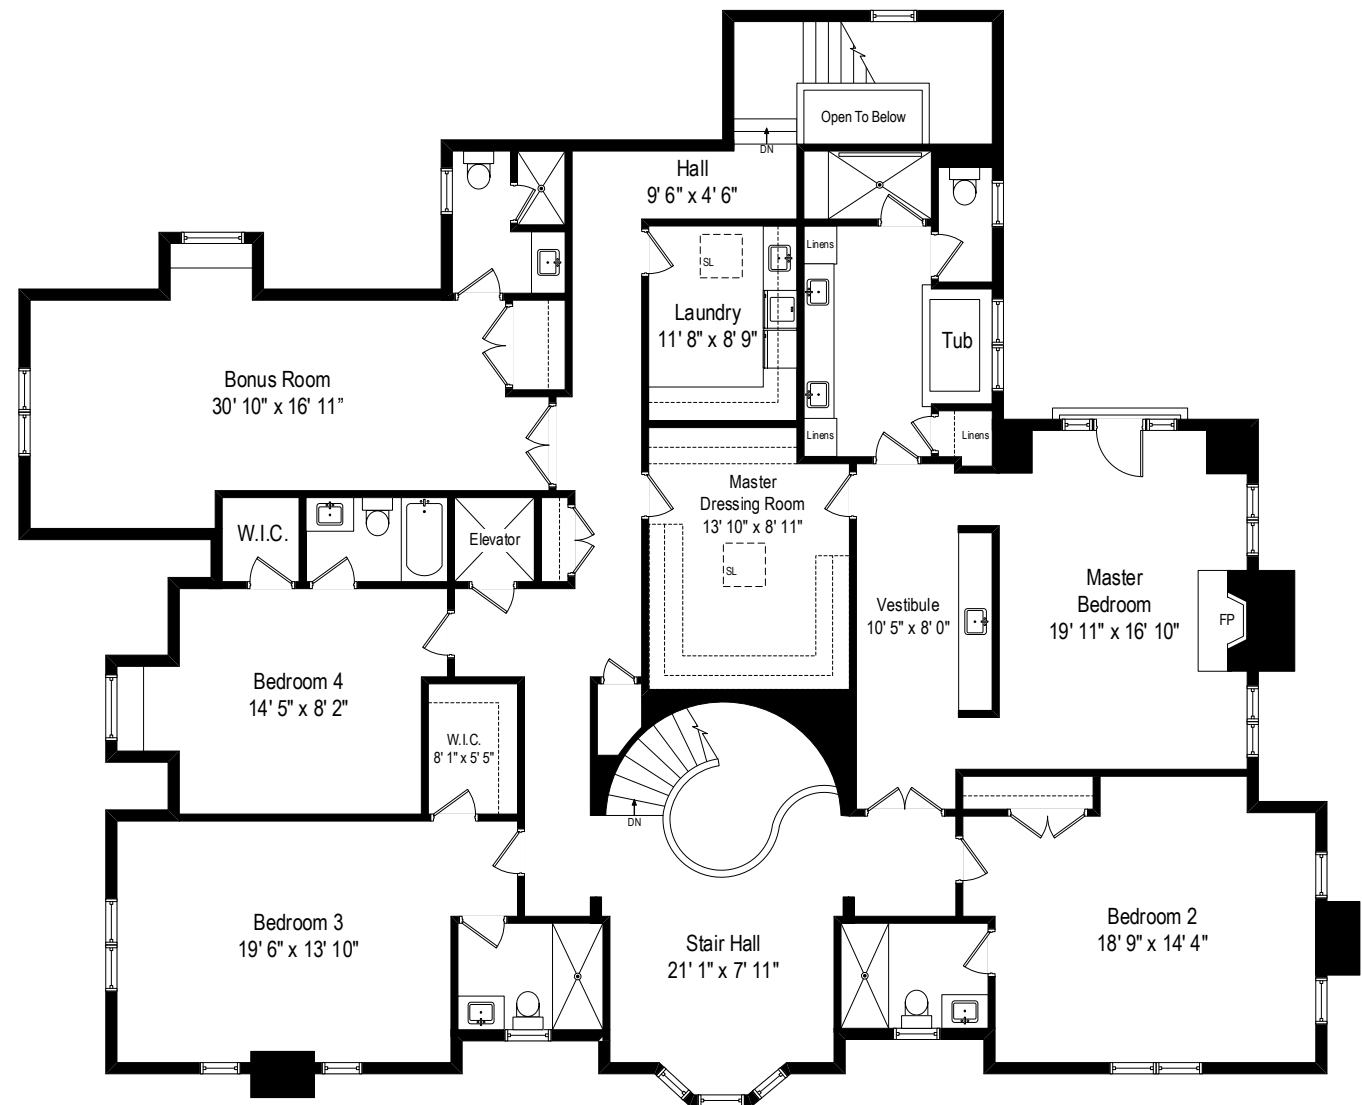 Open To Below
DN
Hall
9' 6" x 4' 6"
Linens
SL
Laundry
11' 8" x 8' 9"
Tub
Bonus Room
30' 10" x 16' 11”
Linens
Linens
Master
Dressing Room
13' 10" x 8' 11"
W.I.C.
Elevator
SL
Master
Bedroom
19' 11" x 16' 10"
Vestibule
10' 5" x 8' 0"
FP
Bedroom 4
14' 5" x 8' 2"
W.I.C.
8' 1" x 5' 5"
DN
Bedroom 3
19' 6" x 13' 10"
Stair Hall
21' 1" x 7' 11"
Bedroom 2
18' 9" x 14' 4"